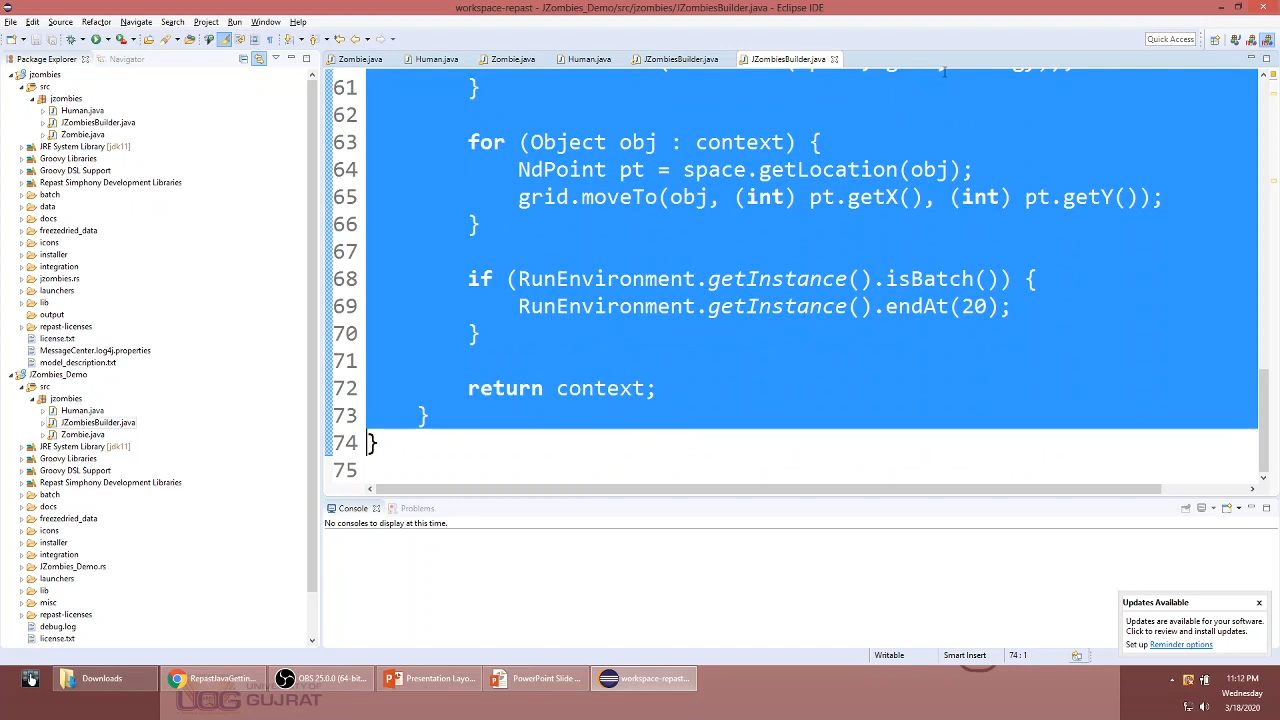 workspace-repast - JZombies_Demo/src/jzombies/JZombiesBuilder.java - Eclipse IDE
File Edit Source Refactor Navigate Search Project Run Window Help
Quick Access
Package Explorer Navigator
Zombie.java Human.java Zombie.java Human.java JZombiesBuilder.java JZombiesBuilder.java
jzombies
src
jzombies
Human.java
JZombiesBuilder.java
Zombie.java
JRE System Library [jdk11]
Groovy Libraries
Groovy DSL Support
Repast Simphony Development Libraries
batch
data
docs
freezedried_data
icons
installer
integration
jzombies.rs
launchers
lib
output
repast-licenses
license.txt
MessageCenter.log4j.properties
model_description.txt
JZombies_Demo
src
jzombies
Human.java
JZombiesBuilder.java
Zombie.java
JRE System Library [jdk11]
Groovy Libraries
Groovy DSL Support
Repast Simphony Development Libraries
batch
docs
freezedried_data
icons
installer
integration
JZombies_Demo.rs
launchers
lib
misc
repast-licenses
debug.log
license.txt
61 }
62
63 for (Object obj : context) {
64 NdPoint pt = space.getLocation(obj);
65 grid.moveTo(obj, (int) pt.getX(), (int) pt.getY());
66 }
67
68 if (RunEnvironment.getInstance().isBatch()) {
69 RunEnvironment.getInstance().endAt(20);
70 }
71
72 return context;
73 }
74 }
75
Console Problems
No consoles to display at this time.
Updates Available
Updates are available for your software.
Click to review and install updates.
Set up Reminder options
Writable Smart Insert 74 : 1
Downloads RepastJavaGettin... OBS 25.0.0 (64-bit... Presentation Layo... PowerPoint Slide ... workspace-repast...
11:12 PM
Wednesday
3/18/2020
UNIVERSITY OF
GUJRAT